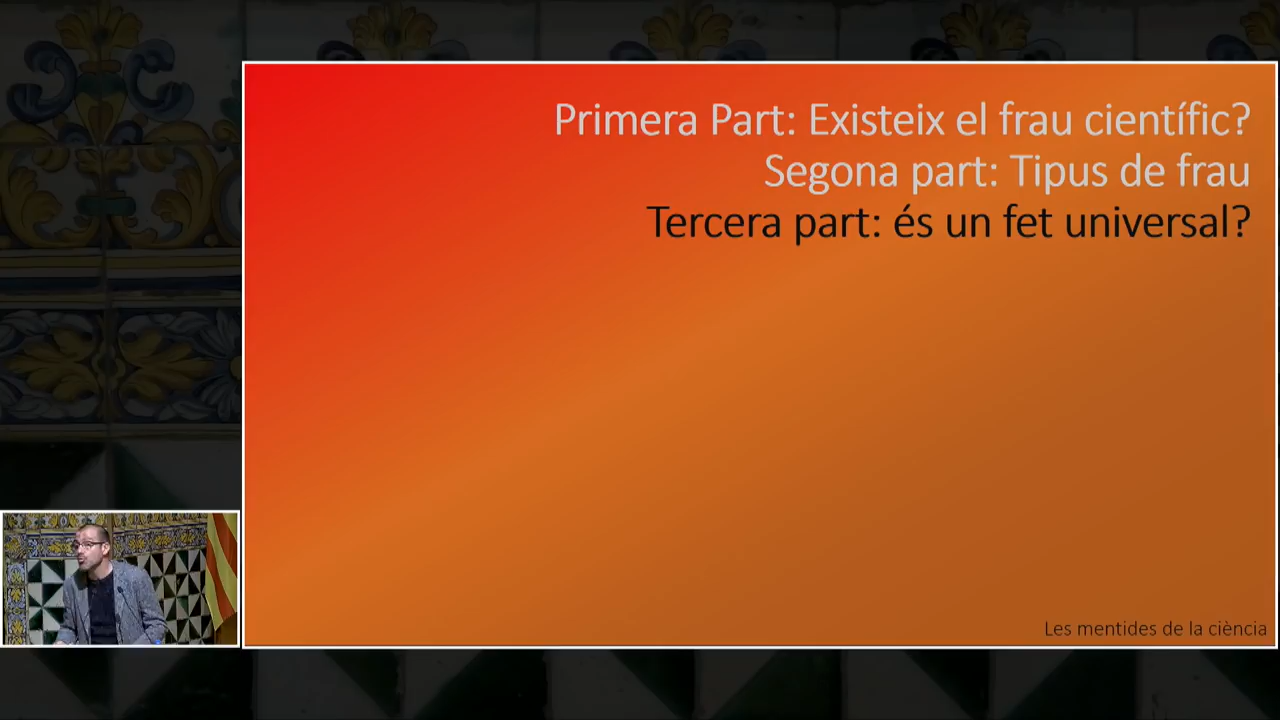 Primera Part: Existeix el frau científic?
Segona part: Tipus de frau
Tercera part: és un fet universal?
Les mentides de la ciència